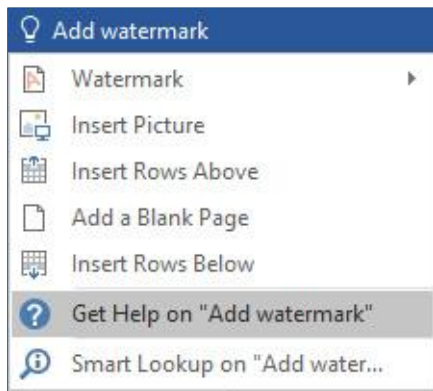 Add watermark
Watermark
Insert Picture
Insert Rows Above
Add a Blank Page
Insert Rows Below
Get Help on "Add watermark"
Smart Lookup on "Add water...